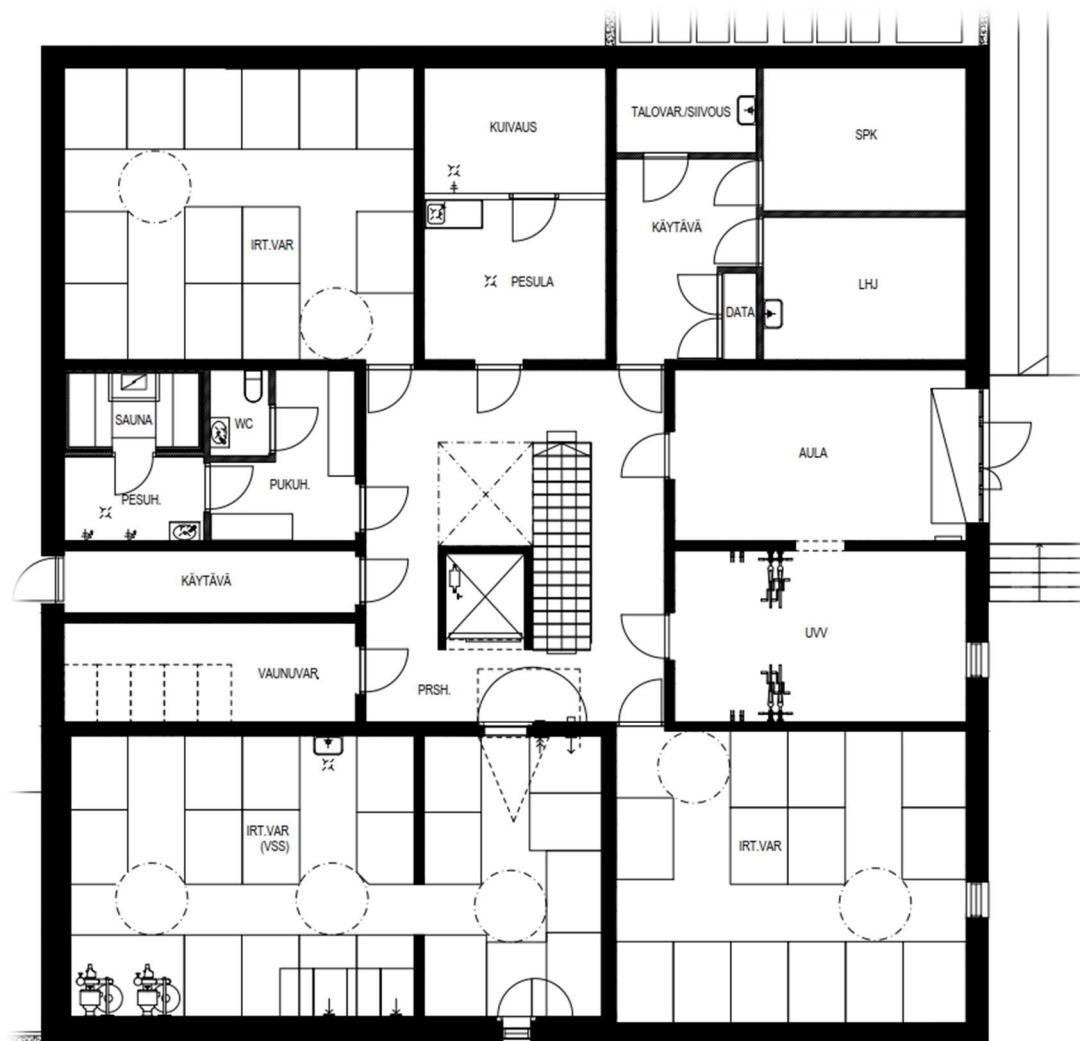 TALOVAR./SIIVOUS
KUIVAUS
SPK
KÄYTÄVÄ
IRT.VAR
PESULA
LHJ
DATA
SAUNA
WC
AULA
PUKUH.
PESUH.
KÄYTÄVÄ
UVV
VAUNUVAR.
PRSH.
IRT.VAR
(VSS)
IRT.VAR